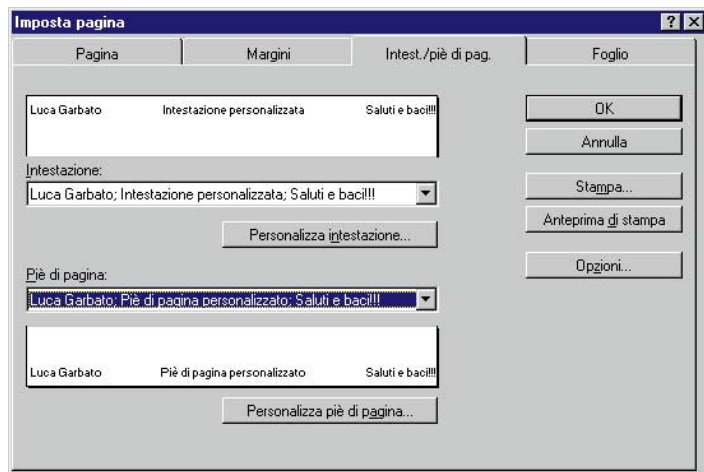 Imposta pagina
Pagina
Margini
Intest./piè di pag.
Foglio
Luca Garbato Intestazione personalizzata Saluti e baci!!!
OK
Annulla
Intestazione:
Luca Garbato; Intestazione personalizzata; Saluti e baci!!!
Stampa...
Personalizza intestazione...
Anteprima di stampa
Piè di pagina:
Opzioni...
Luca Garbato; Piè di pagina personalizzato; Saluti e baci!!!
Luca Garbato Piè di pagina personalizzato Saluti e baci!!!
Personalizza piè di pagina...